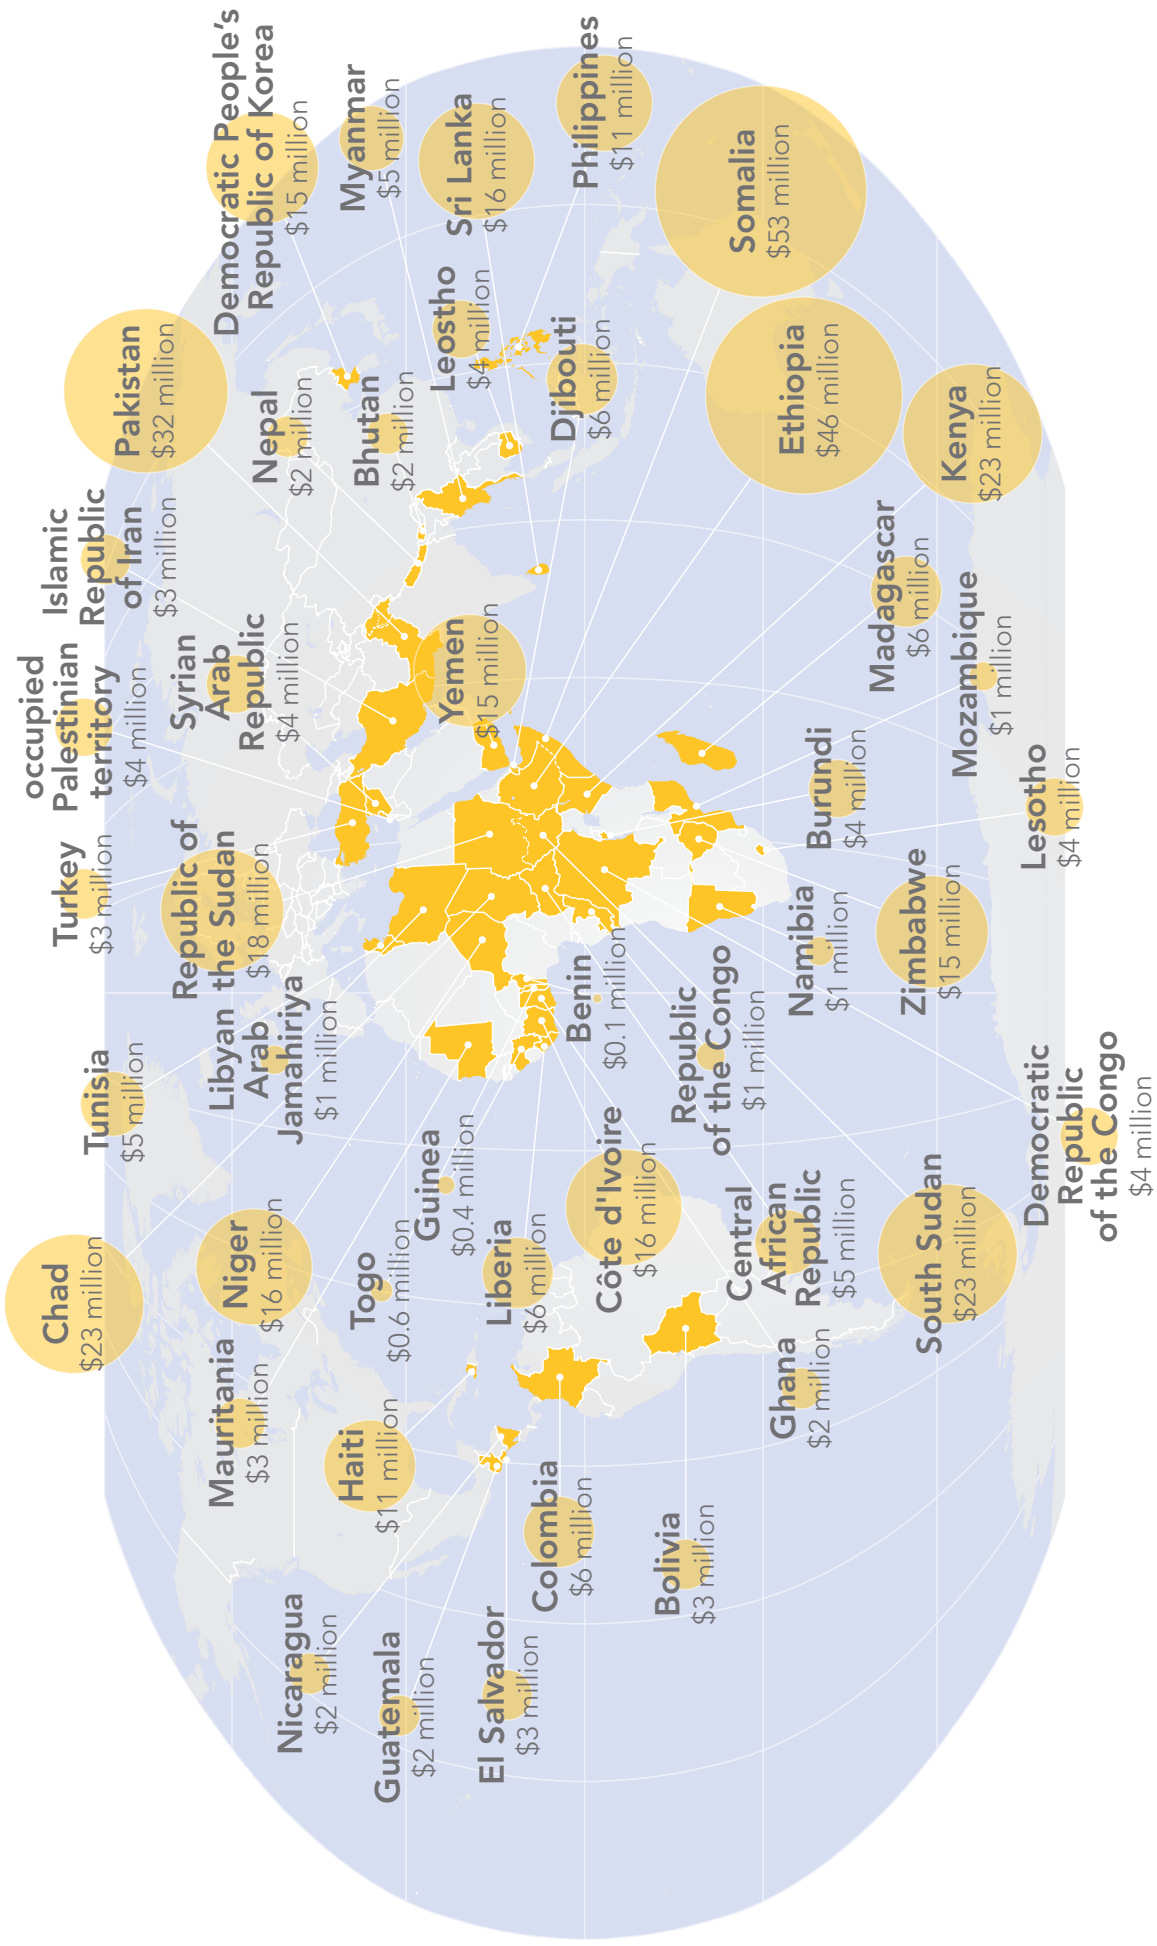 Chad
$23 million
Tunisia
$5 million
Turkey
$3 million
occupied
Palestinian
territory
$4 million
Islamic
Republic
of Iran
$3 million
Pakistan
$32 million
Democratic People's
Republic of Korea
$15 million
Mauritania
$3 million
Niger
$16 million
Libyan
Arab
Jamahiriya
$1 million
Republic of
the Sudan
$18 million
Syrian
Arab
Republic
$4 million
Nepal
$2 million
Bhutan
$2 million
Myanmar
$5 million
Nicaragua
$2 million
Haiti
$11 million
Togo
$0.6 million
Guinea
$0.4 million
Yemen
$15 million
Leostho
$4 million
Sri Lanka
$16 million
Guatemala
$2 million
El Salvador
$3 million
Liberia
$6 million
Djibouti
$6 million
Philippines
$11 million
Colombia
$6 million
Côte d'Ivoire
$16 million
Benin
$0.1 million
Bolivia
$3 million
Central
African
Republic
$5 million
Republic
of the Congo
$1 million
Somalia
$53 million
Ghana
$2 million
Namibia
$1 million
Burundi
$4 million
Ethiopia
$46 million
Madagascar
$6 million
South Sudan
$23 million
Zimbabwe
$15 million
Mozambique
$1 million
Kenya
$23 million
Democratic
Republic
of the Congo
$4 million
Lesotho
$4 million